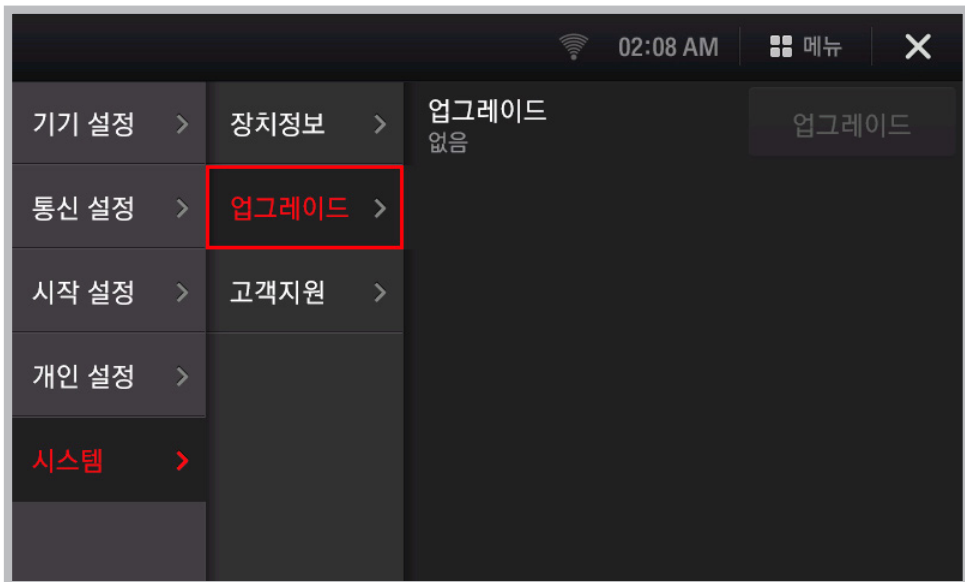 02:08 AM 메뉴
기기 설정
통신 설정
시작 설정
개인 설정
시스템
장치정보
업그레이드
고객지원
업그레이드
없음
업그레이드